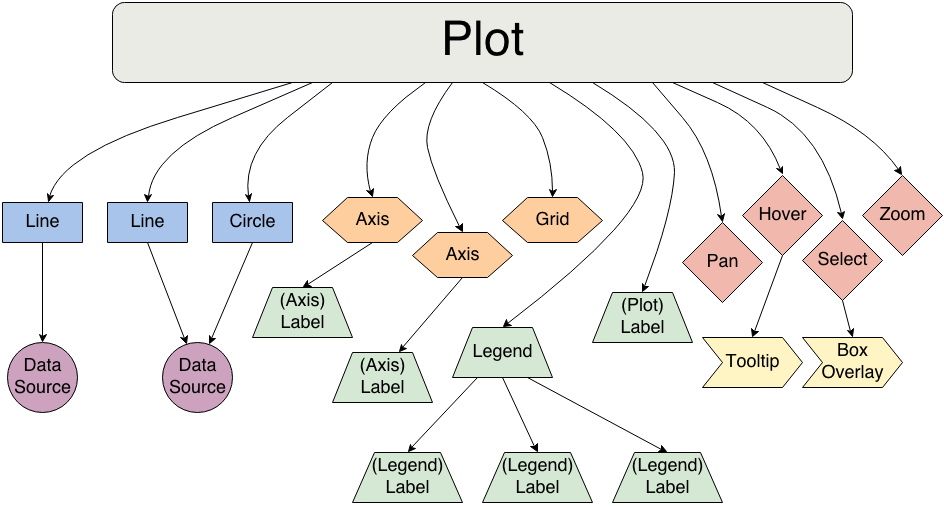 Plot
Line
Line
Circle
Axis
Axis
Grid
Pan
Hover
Select
Zoom
(Axis)
Label
(Axis)
Label
Legend
(Plot)
Label
Tooltip
Box
Overlay
Data
Source
Data
Source
(Legend)
Label
(Legend)
Label
(Legend)
Label